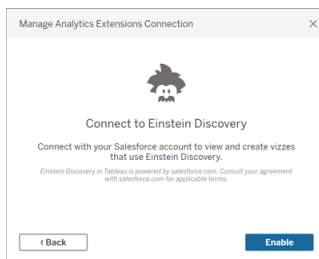 Manage Analytics Extensions Connection
Connect to Einstein Discovery
Connect with your Salesforce account to view and create vizzes
that use Einstein Discovery.
Einstein Discovery in Tableau is powered by salesforce.com. Consult your agreement
with salesforce.com for applicable terms.
‹ Back
Enable